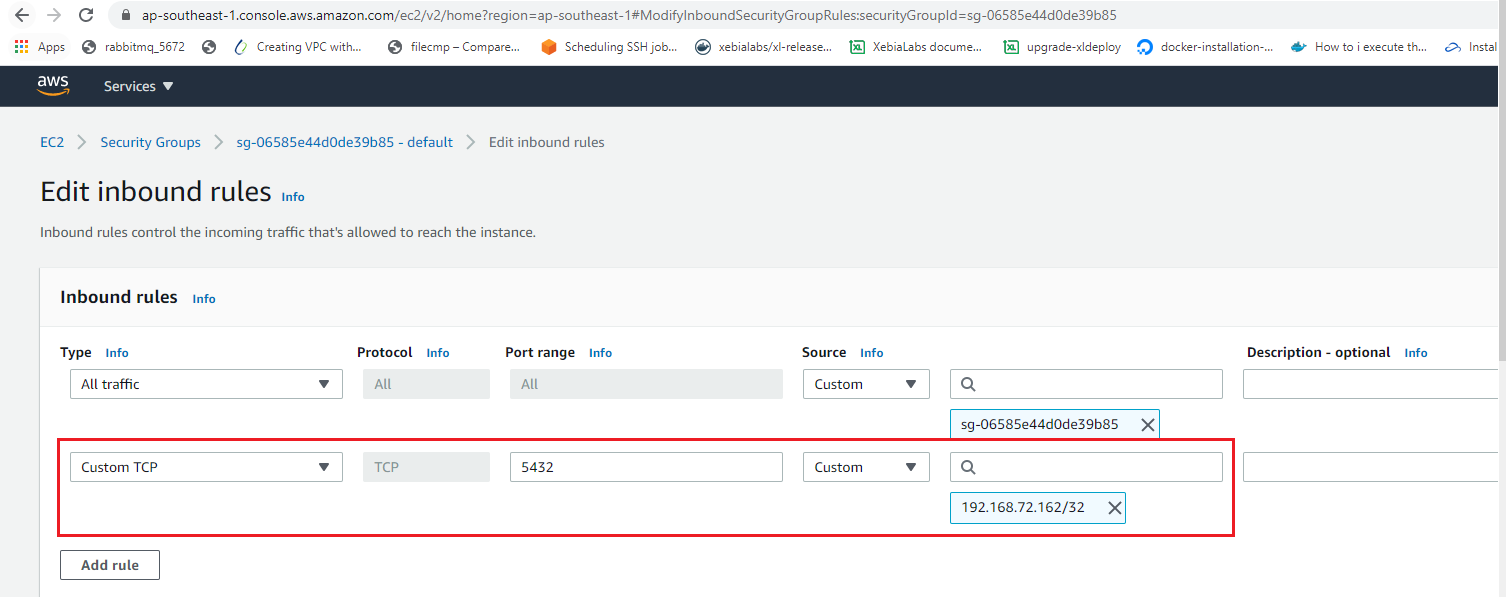 ap-southeast-1.console.aws.amazon.com/ec2/v2/home?region=ap-southeast-1#ModifyInboundSecurityGroupRules:securityGroupId=sg-06585e44d0de39b85
Apps rabbitmq_5672 Creating VPC with... filecmp – Compare... Scheduling SSH job... xebialabs/xl-release... XebiaLabs docume... upgrade-xldeploy docker-installation-... How to i execute th... Instal
aws Services
EC2 Security Groups sg-06585e44d0de39b85 - default Edit inbound rules
Edit inbound rules Info
Inbound rules control the incoming traffic that's allowed to reach the instance.
Inbound rules Info
Type Info Protocol Info Port range Info Source Info Description - optional Info
All traffic All All Custom
sg-06585e44d0de39b85
Custom TCP TCP 5432 Custom
192.168.72.162/32
Add rule